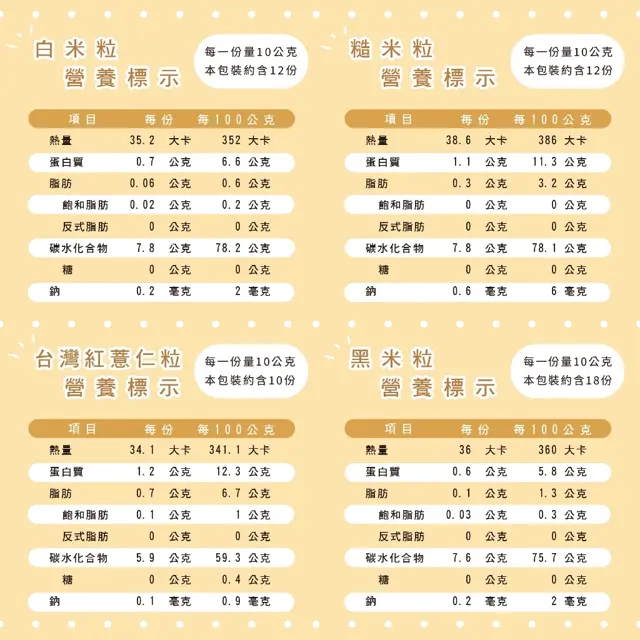 白米粒
營養標示
每一份量10公克
本包裝約含12份
項目 每份 每100公克
熱量 35.2 大卡 352 大卡
蛋白質 0.7 公克 6.6 公克
脂肪 0.06 公克 0.6 公克
飽和脂肪 0.02 公克 0.2 公克
反式脂肪 0 公克 0 公克
碳水化合物 7.8 公克 78.2 公克
糖 0 公克 0 公克
鈉 0.2 毫克 2 毫克
糙米粒
營養標示
每一份量10公克
本包裝約含12份
項目 每份 每100公克
熱量 38.6 大卡 386 大卡
蛋白質 1.1 公克 11.3 公克
脂肪 0.3 公克 3.2 公克
飽和脂肪 0 公克 0 公克
反式脂肪 0 公克 0 公克
碳水化合物 7.8 公克 78.1 公克
糖 0 公克 0 公克
鈉 0.6 毫克 6 毫克
台灣紅薏仁粒
營養標示
每一份量10公克
本包裝約含10份
項目 每份 每100公克
熱量 34.1 大卡 341.1 大卡
蛋白質 1.2 公克 12.3 公克
脂肪 0.7 公克 6.7 公克
飽和脂肪 0.1 公克 1 公克
反式脂肪 0 公克 0 公克
碳水化合物 5.9 公克 59.3 公克
糖 0 公克 0.4 公克
鈉 0.1 毫克 0.9 毫克
黑米粒
營養標示
每一份量10公克
本包裝約含18份
項目 每份 每100公克
熱量 36 大卡 360 大卡
蛋白質 0.6 公克 5.8 公克
脂肪 0.1 公克 1.3 公克
飽和脂肪 0.03 公克 0.3 公克
反式脂肪 0 公克 0 公克
碳水化合物 7.6 公克 75.7 公克
糖 0 公克 0 公克
鈉 0.2 毫克 2 毫克